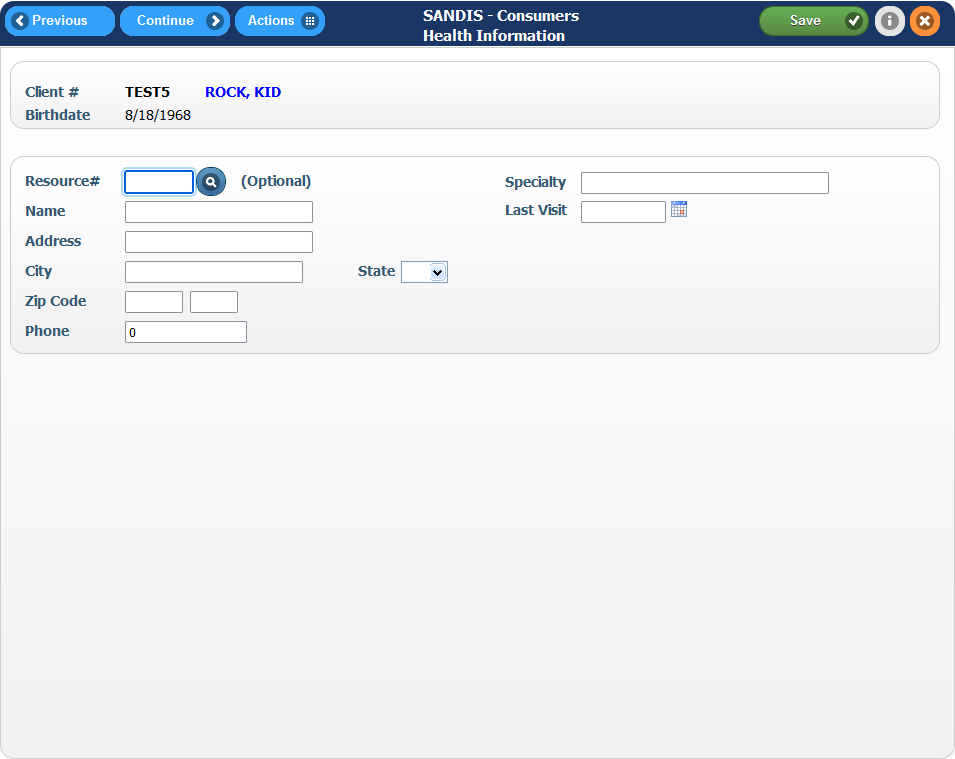 Previous Continue Actions SANDIS - Consumers Save
Health Information
Client # TEST5 ROCK, KID
Birthdate 8/18/1968
Resource# (Optional) Specialty
Name Last Visit
Address
City State
Zip Code
Phone 0